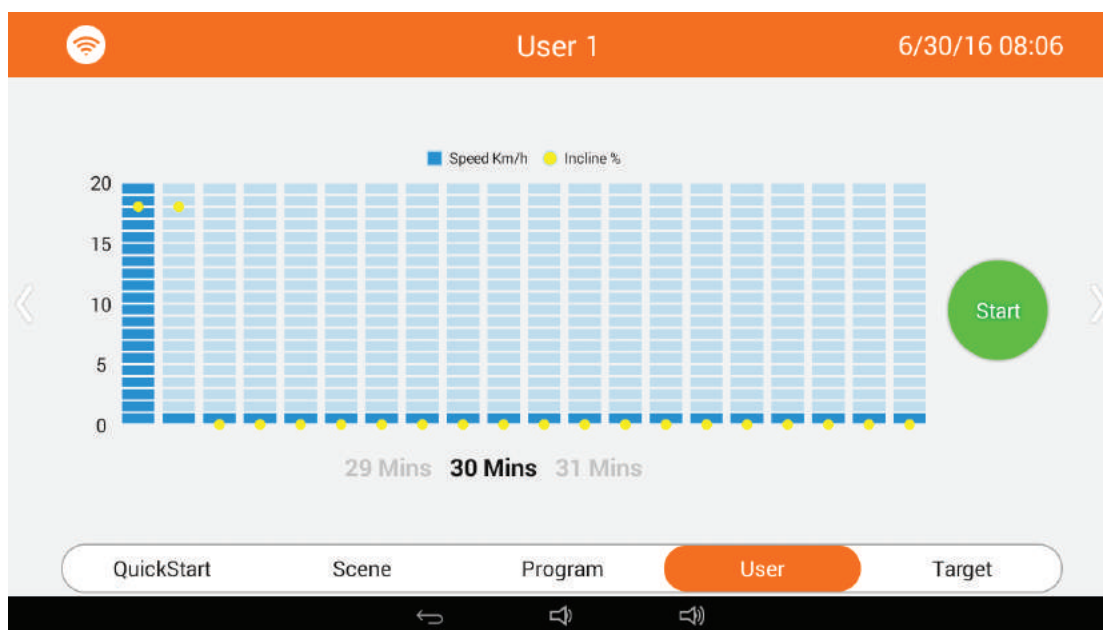 User 1
6/30/16 08:06
Speed Km/h Incline %
20
15
10
5
0
Start
29 Mins 30 Mins 31 Mins
QuickStart Scene Program User Target